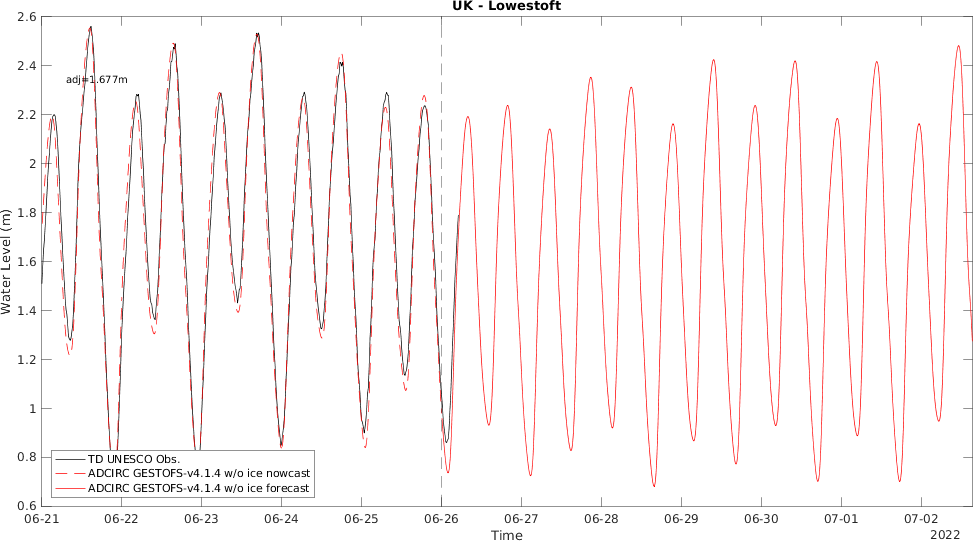 UK - Lowestoft
2.6
2.4
2.2
2
1.8
1.6
1.4
1.2
1
0.8
0.6
Water Level (m)
adj=1.677m
TD UNESCO Obs.
ADCIRC GESTOFS-v4.1.4 w/o ice nowcast
ADCIRC GESTOFS-v4.1.4 w/o ice forecast
06-21 06-22 06-23 06-24 06-25 06-26 06-27 06-28 06-29 06-30 07-01 07-02
Time
2022